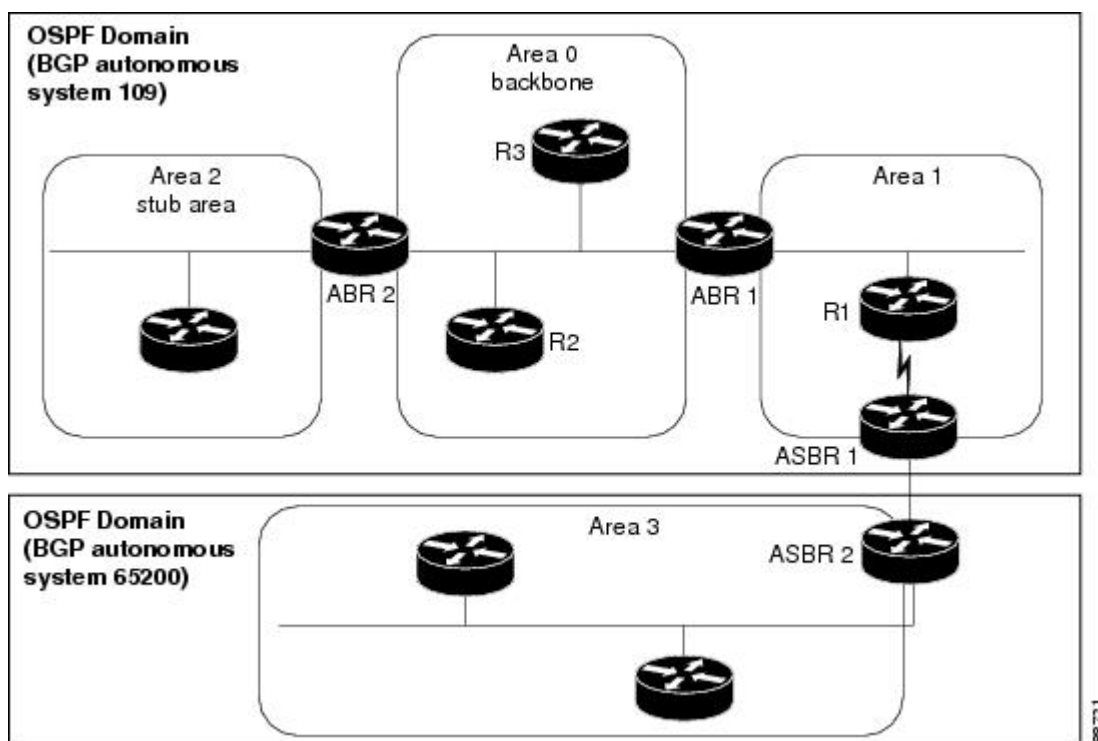 OSPF Domain
(BGP autonomous
system 109)
Area 0
backbone
R3
Area 2
stub area
Area 1
ABR 2
ABR 1
R2
R1
ASBR 1
OSPF Domain
(BGP autonomous
system 65200)
Area 3
ASBR 2